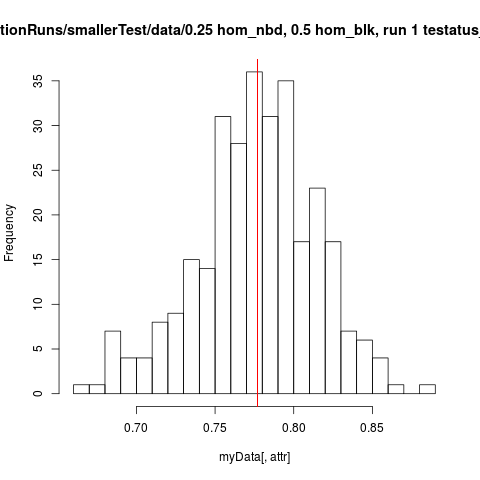 tionRuns/smallerTest/data/0.25 hom_nbd, 0.5 hom_blk, run 1 testatus_
Frequency
35
30
25
20
15
10
5
0
0.70 0.75 0.80 0.85
myData[, attr]